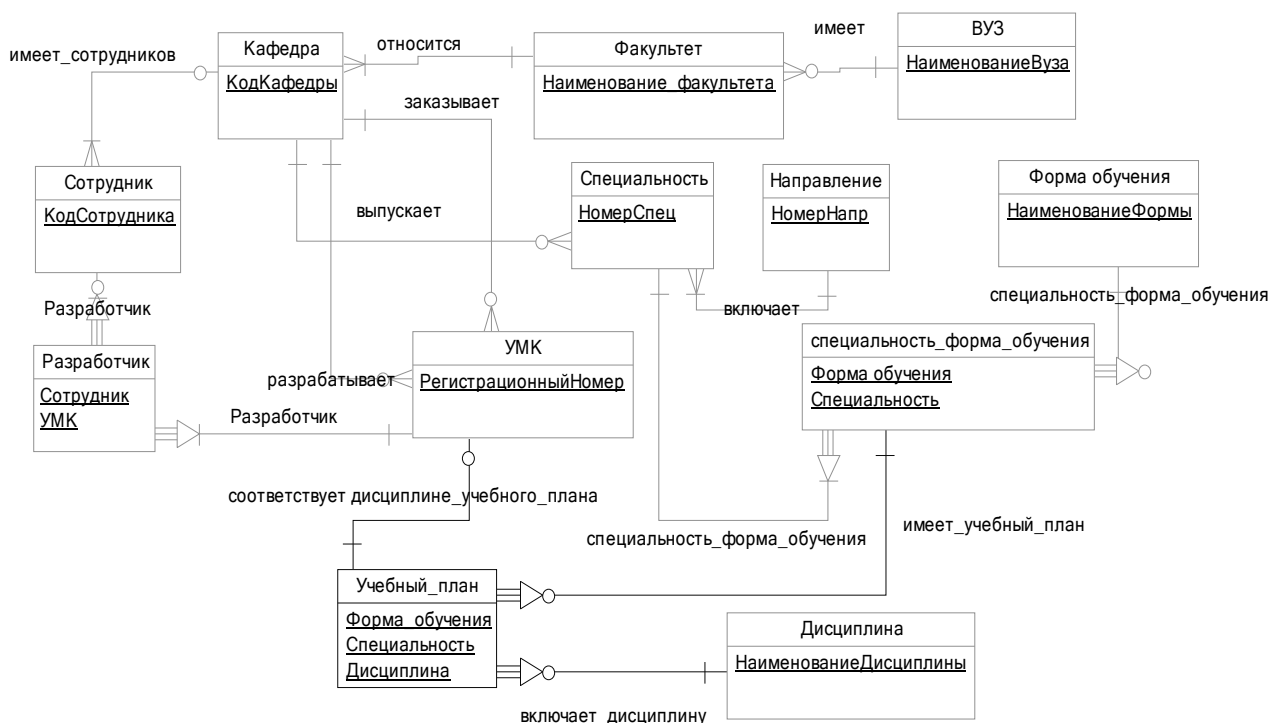 имеет_сотрудников
Кафедра
КодКафедры
относится
Факультет
Наименование_факультета
имеет
ВУЗ
НаименованиеВуза
заказывает
Сотрудник
КодСотрудника
выпускает
Специальность
НомерСпец
Направление
НомерНапр
Форма обучения
НаименованиеФормы
включает
специальность_форма_обучения
Разработчик
Разработчик
Сотрудник
УМК
разрабатывает
УМК
РегистрационныйНомер
специальность_форма_обучения
Форма обучения
Специальность
Разработчик
соответствует дисциплине_учебного_плана
специальность_форма_обучения
имеет_учебный_план
Учебный_план
Форма_обучения
Специальность
Дисциплина
Дисциплина
НаименованиеДисциплины
включает_дисциплину